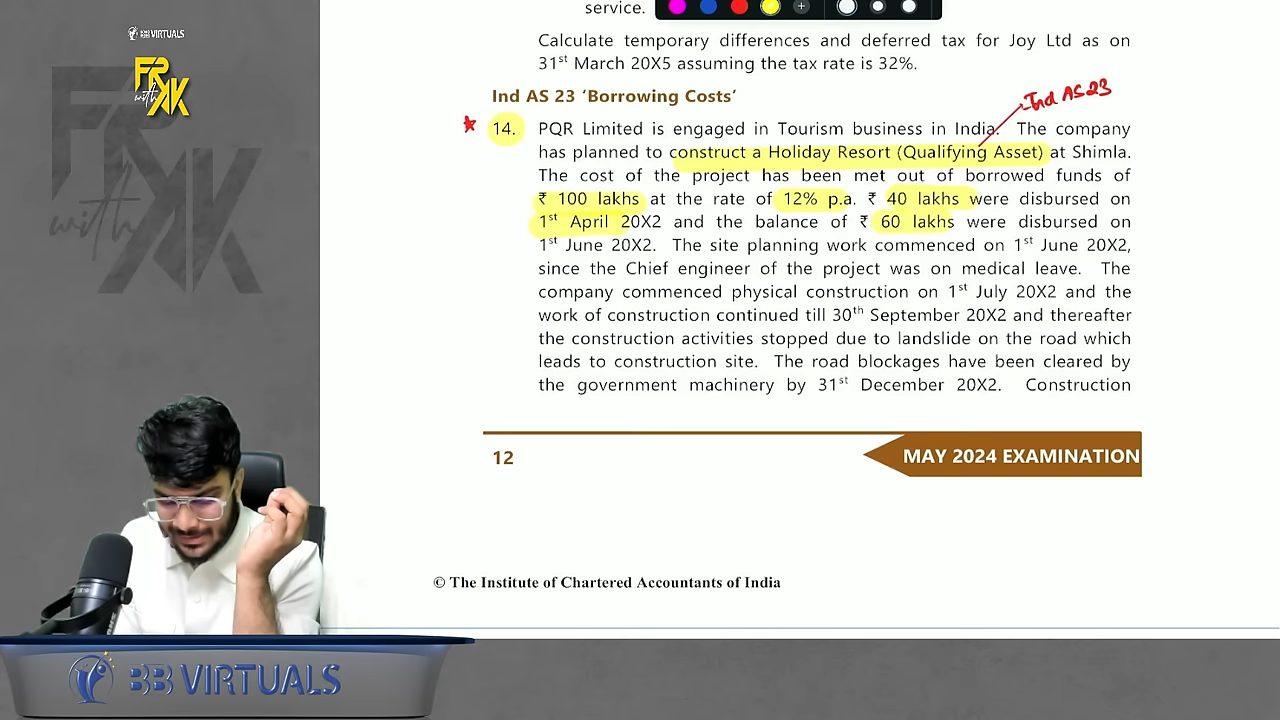 service.
BB VIRTUALS
FR
with
AK
FR
with
AK
Calculate temporary differences and deferred tax for Joy Ltd as on
31st March 20X5 assuming the tax rate is 32%.
Ind AS 23 ‘Borrowing Costs’
Ind AS 23
14. PQR Limited is engaged in Tourism business in India. The company
has planned to construct a Holiday Resort (Qualifying Asset) at Shimla.
The cost of the project has been met out of borrowed funds of
₹ 100 lakhs at the rate of 12% p.a. ₹ 40 lakhs were disbursed on
1st April 20X2 and the balance of ₹ 60 lakhs were disbursed on
1st June 20X2. The site planning work commenced on 1st June 20X2,
since the Chief engineer of the project was on medical leave. The
company commenced physical construction on 1st July 20X2 and the
work of construction continued till 30th September 20X2 and thereafter
the construction activities stopped due to landslide on the road which
leads to construction site. The road blockages have been cleared by
the government machinery by 31st December 20X2. Construction
12
MAY 2024 EXAMINATION
© The Institute of Chartered Accountants of India
BB VIRTUALS